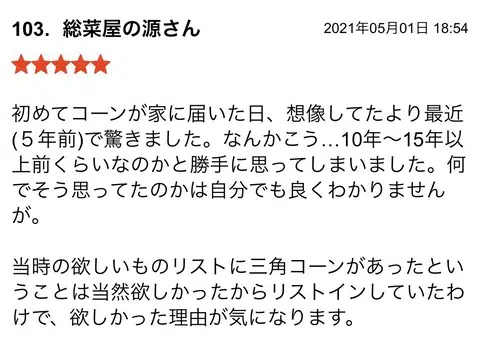 103. 総菜屋の源さん
2021年05月01日 18:54
★★★★★
初めてコーンが家に届いた日、想像してたより最近
(５年前)で驚きました。なんかこう…10年〜15年以
上前くらいなのかと勝手に思ってしまいました。何
でそう思ってたのかは自分でも良くわかりません
が。
当時の欲しいものリストに三角コーンがあったとい
うことは当然欲しかったからリストインしていたわ
けで、欲しかった理由が気になります。